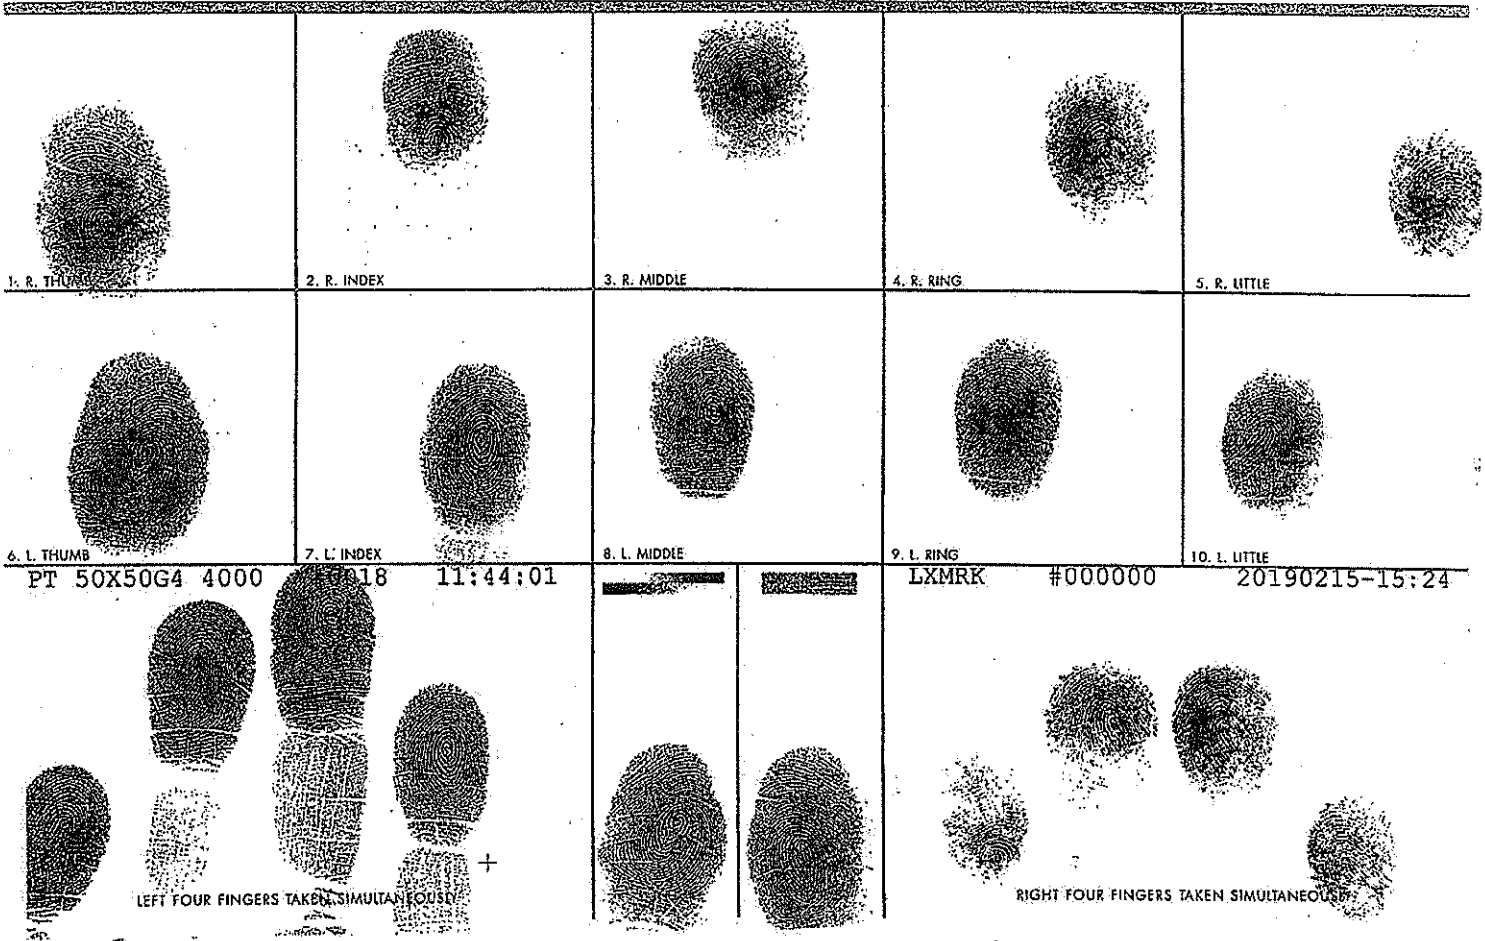 1. R. THUMB
2. R. INDEX
3. R. MIDDLE
4. R. RING
5. R. LITTLE
6. L. THUMB
7. L. INDEX
8. L. MIDDLE
9. L. RING
10. L. LITTLE
PT 50X50G4 4000 11:44:01 LXMRK #000000 20190215-15:24
LEFT FOUR FINGERS TAKEN SIMULTANEOUSLY
RIGHT FOUR FINGERS TAKEN SIMULTANEOUSLY